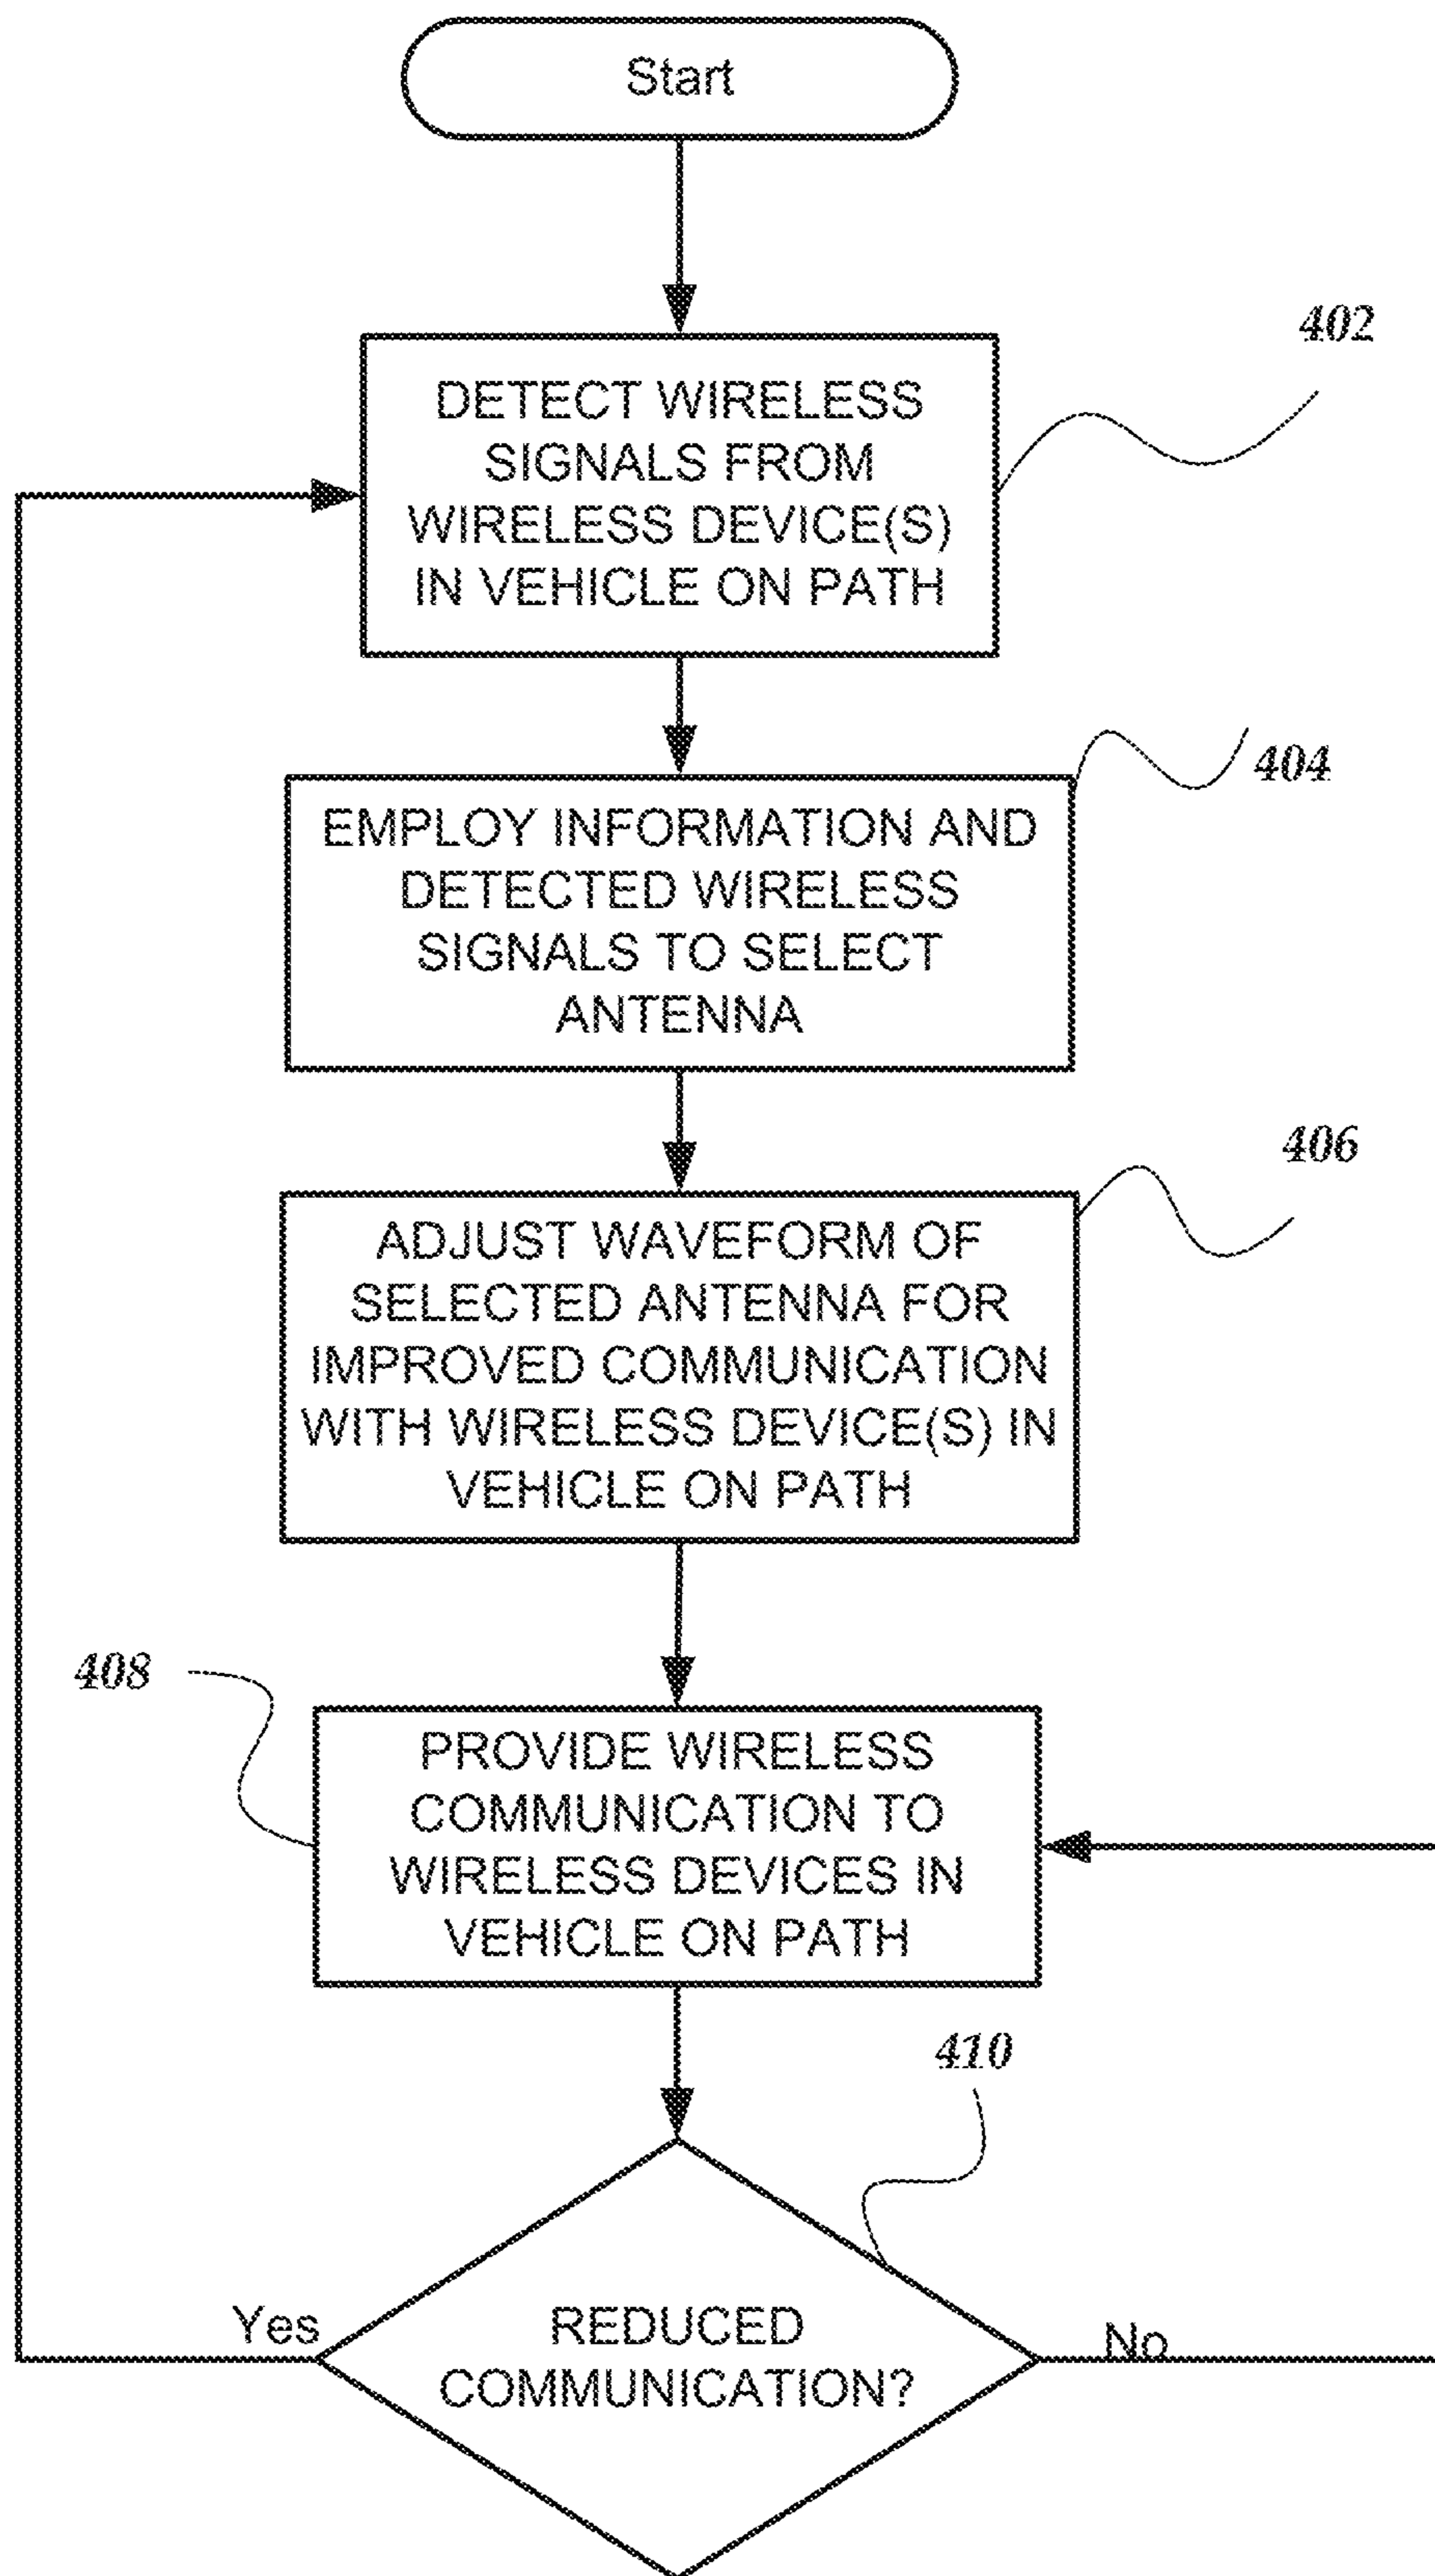 Start
402
DETECT WIRELESS
SIGNALS FROM
WIRELESS DEVICE(S)
IN VEHICLE ON PATH
404
EMPLOY INFORMATION AND
DETECTED WIRELESS
SIGNALS TO SELECT
ANTENNA
406
ADJUST WAVEFORM OF
SELECTED ANTENNA FOR
IMPROVED COMMUNICATION
WITH WIRELESS DEVICE(S) IN
VEHICLE ON PATH
408
PROVIDE WIRELESS
COMMUNICATION TO
WIRELESS DEVICES IN
VEHICLE ON PATH
410
Yes
REDUCED
COMMUNICATION?
No